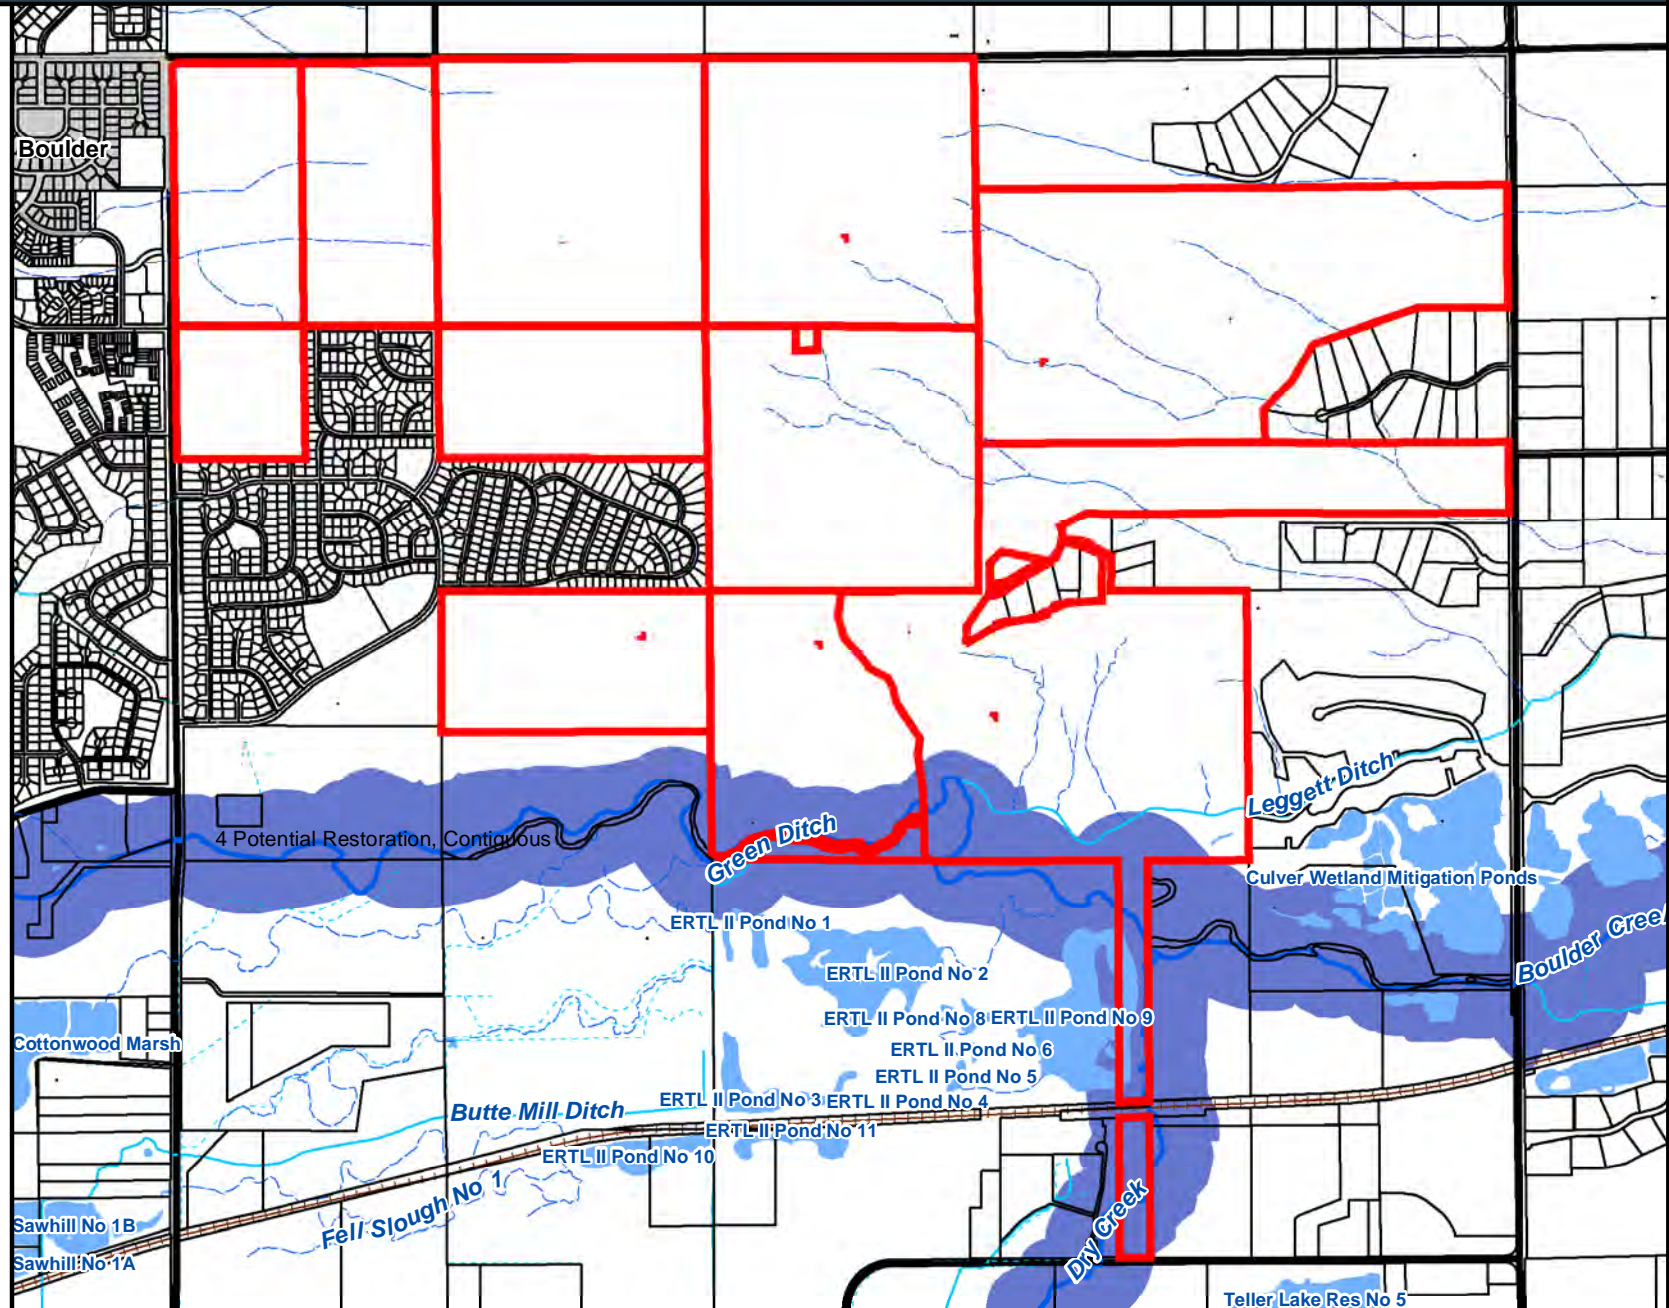 Boulder
Leggett Ditch
4 Potential Restoration, Contiguous
Green Ditch
Culver Wetland Mitigation Ponds
ERTL II Pond No 1
Boulder Cree
ERTL II Pond No 2
ERTL II Pond No 8
ERTL II Pond No 9
Cottonwood Marsh
ERTL II Pond No 6
ERTL II Pond No 5
ERTL II Pond No 3
ERTL II Pond No 4
Butte Mill Ditch
ERTL II Pond No 11
ERTL II Pond No 10
Fell Slough No 1
Sawhill No 1B
Dry Creek
Sawhill No 1A
Teller Lake Res No 5